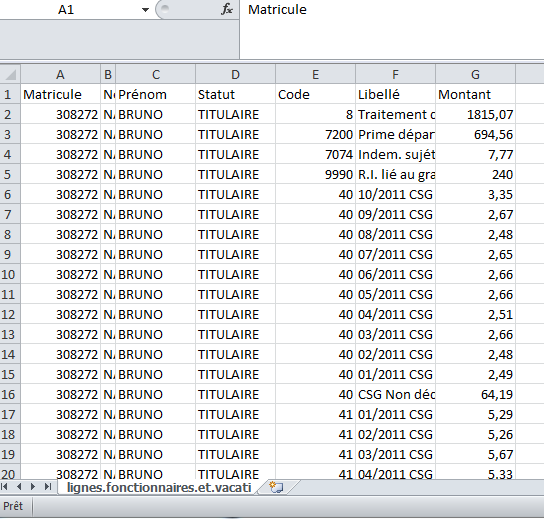 A1 fx Matricule
A B C D E F G
1 Matricule Prénom Statut Code Libellé Montant
2 308272 BRUNO TITULAIRE 8 Traitement 1815,07
3 308272 BRUNO TITULAIRE 7200 Prime dépar 694,56
4 308272 BRUNO TITULAIRE 7074 Indem. sujét 7,77
5 308272 BRUNO TITULAIRE 9990 R.I. lié au gra 240
6 308272 BRUNO TITULAIRE 40 10/2011 CSG 3,35
7 308272 BRUNO TITULAIRE 40 09/2011 CSG 2,67
8 308272 BRUNO TITULAIRE 40 08/2011 CSG 2,48
9 308272 BRUNO TITULAIRE 40 07/2011 CSG 2,65
10 308272 BRUNO TITULAIRE 40 06/2011 CSG 2,66
11 308272 BRUNO TITULAIRE 40 05/2011 CSG 2,66
12 308272 BRUNO TITULAIRE 40 04/2011 CSG 2,51
13 308272 BRUNO TITULAIRE 40 03/2011 CSG 2,66
14 308272 BRUNO TITULAIRE 40 02/2011 CSG 2,48
15 308272 BRUNO TITULAIRE 40 01/2011 CSG 2,49
16 308272 BRUNO TITULAIRE 40 CSG Non déc 64,19
17 308272 BRUNO TITULAIRE 41 01/2011 CSG 5,29
18 308272 BRUNO TITULAIRE 41 02/2011 CSG 5,26
19 308272 BRUNO TITULAIRE 41 03/2011 CSG 5,67
20 308272 BRUNO TITULAIRE 41 04/2011 CSG 5,33
lignes.fonctionnaires.et.vacati
Prêt